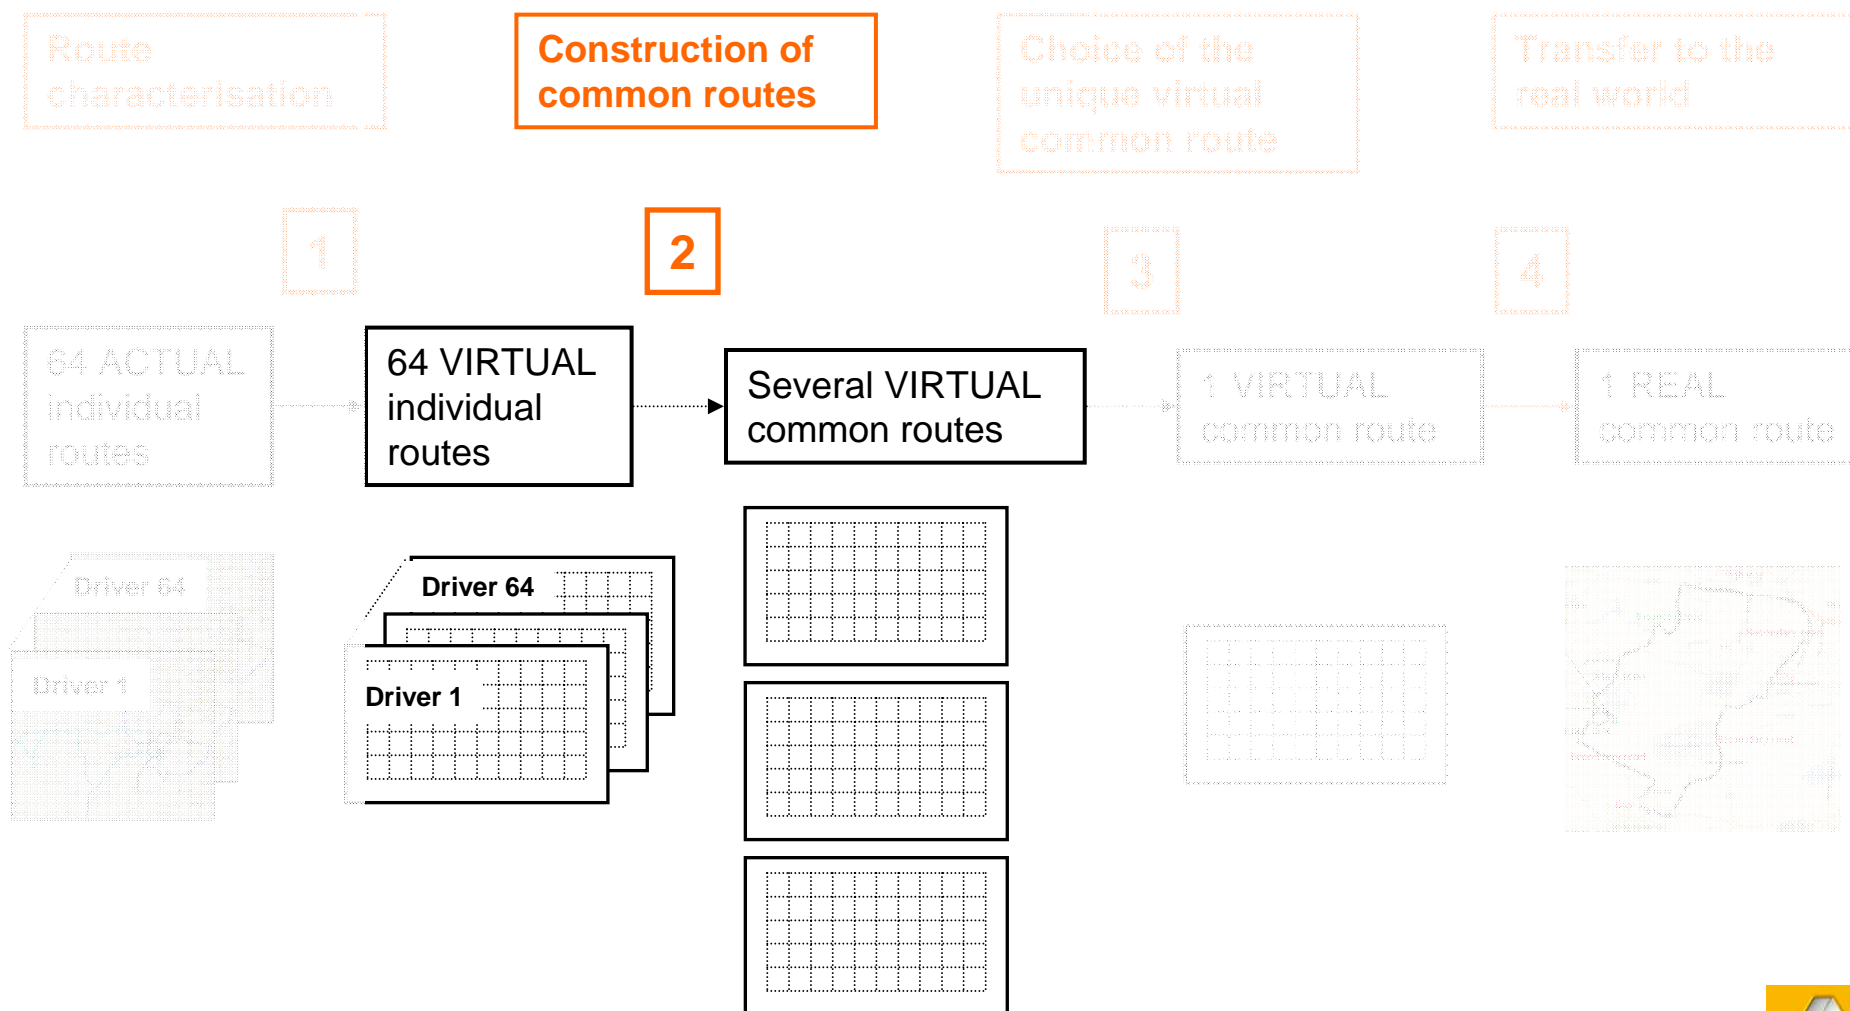 Route
characterisation
Construction of
common routes
Choice of the
unique virtual
common route
Transfer to the
real world
1
2
3
4
64 ACTUAL
individual
routes
64 VIRTUAL
individual
routes
Several VIRTUAL
common routes
1 VIRTUAL
common route
1 REAL
common route
Driver 64
Driver 1
Driver 64
Driver 1